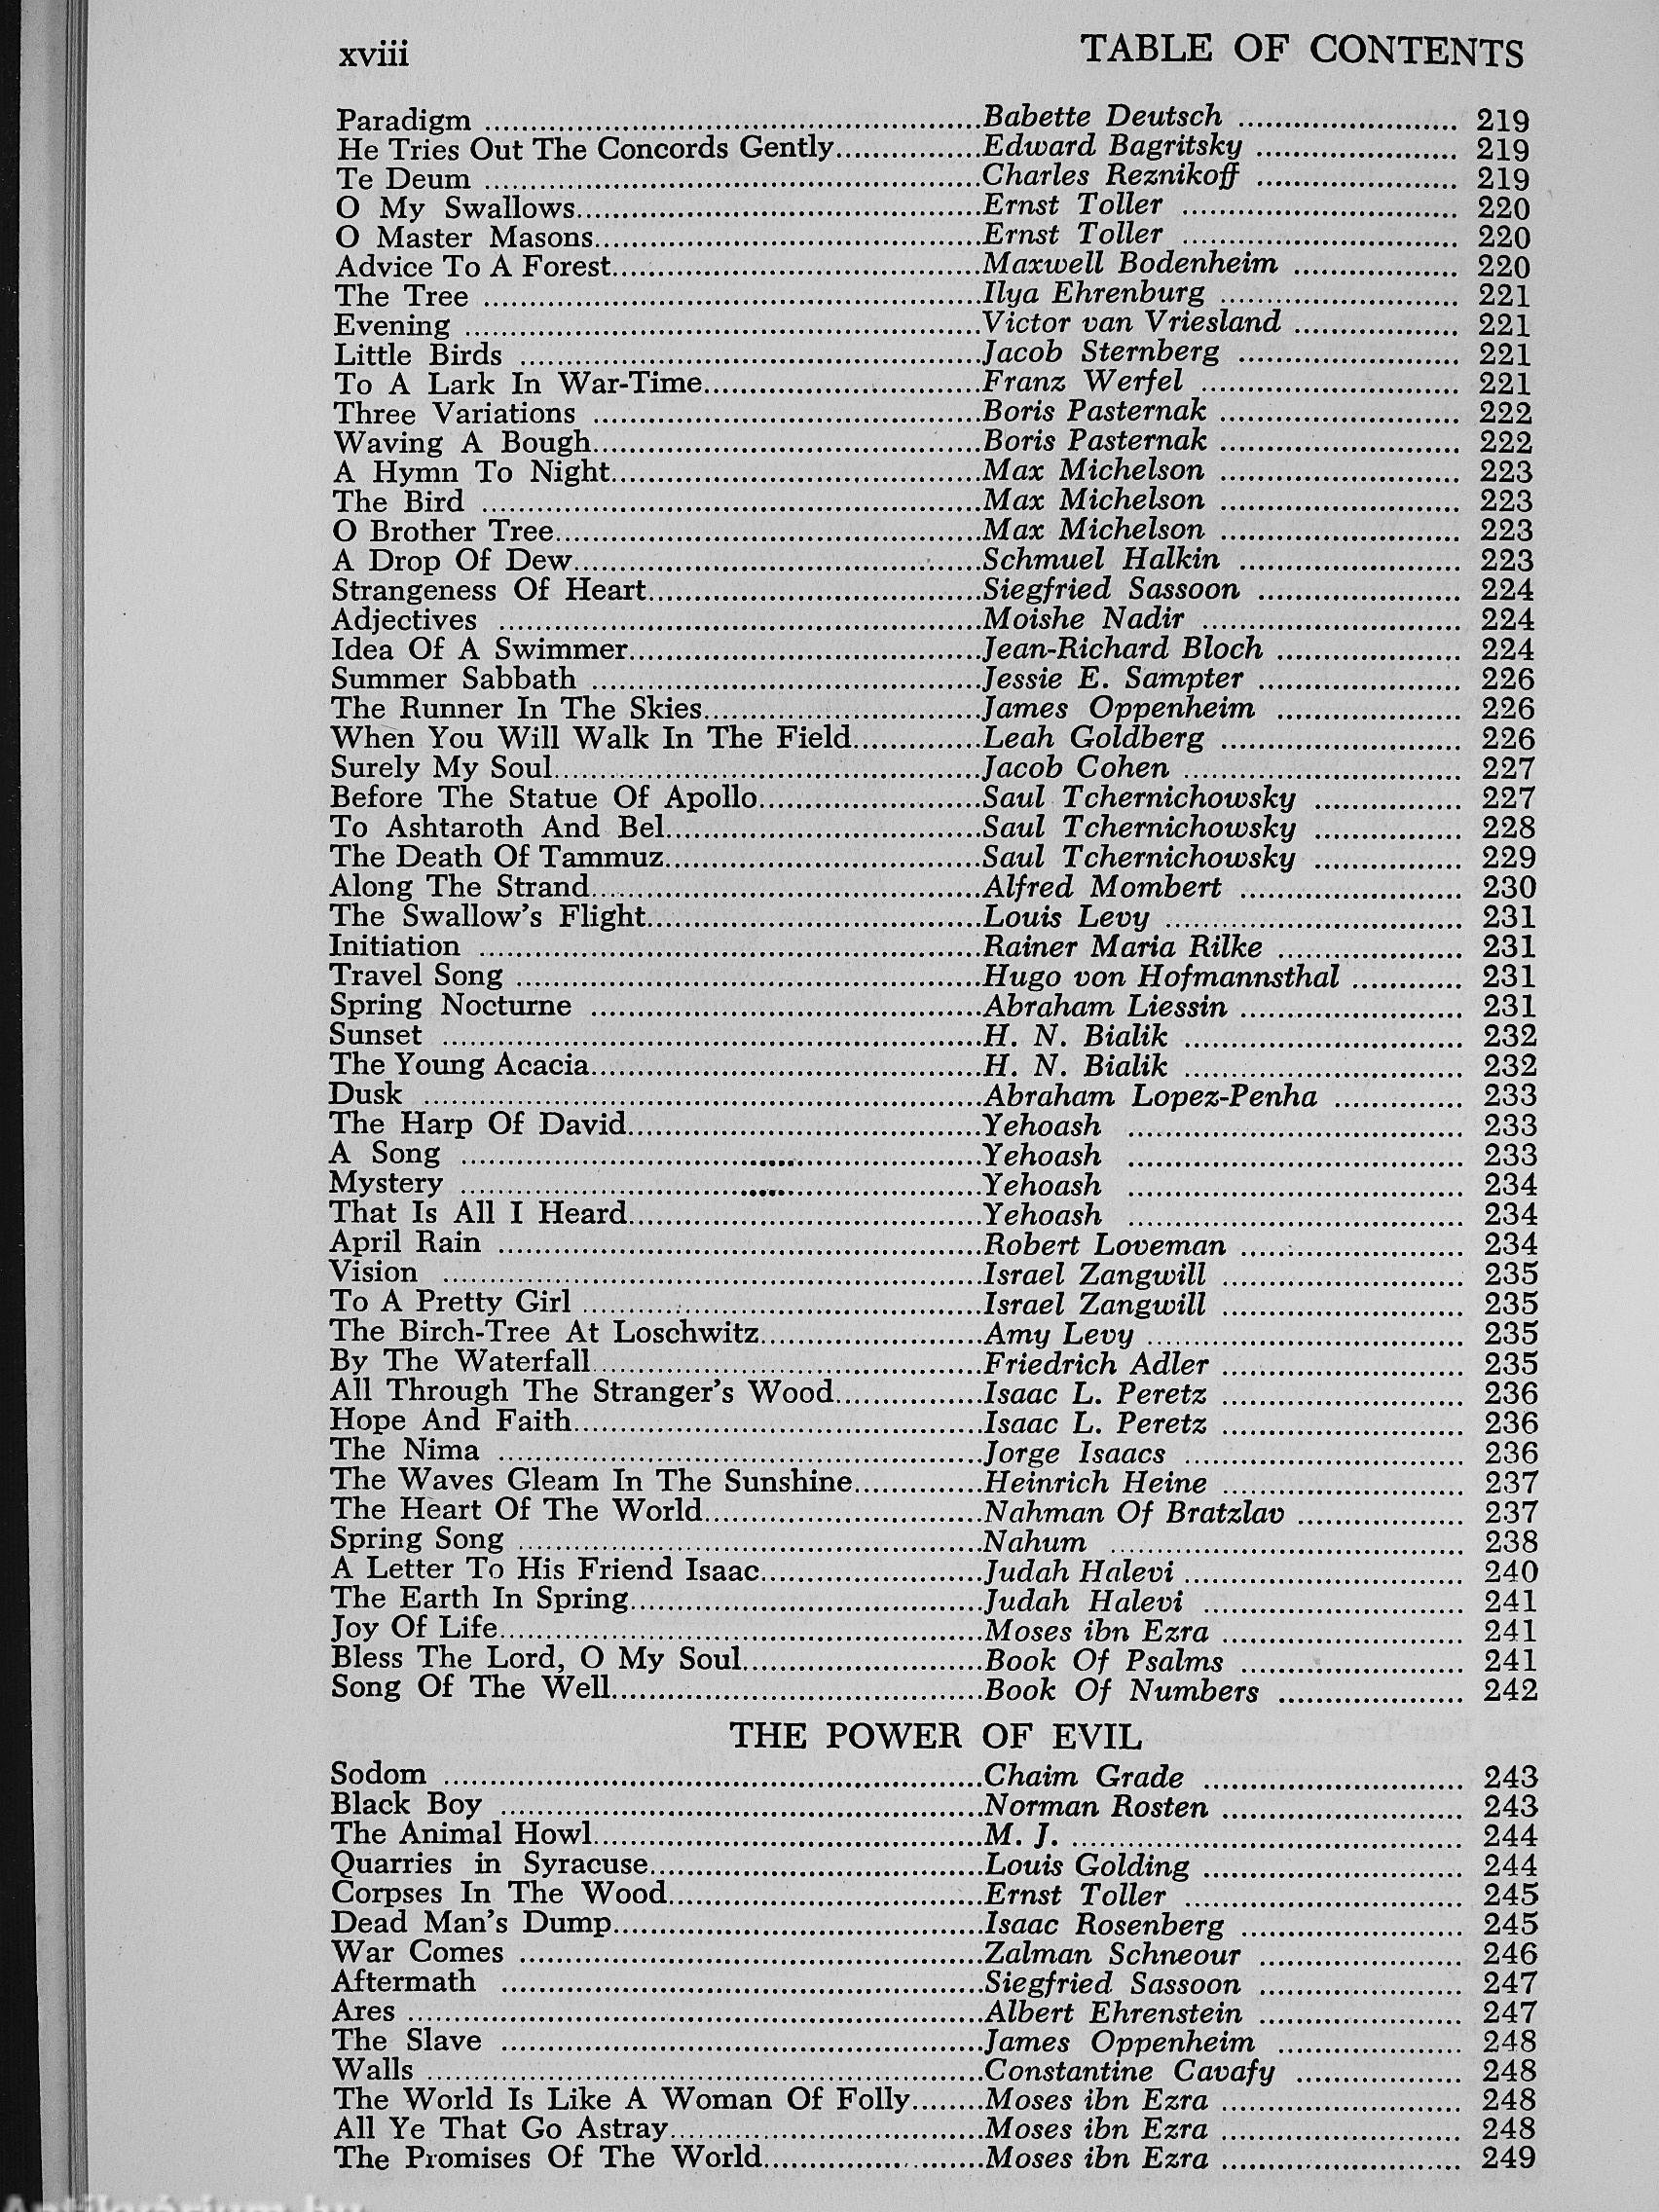 xviii TABLE OF CONTENTS
Paradigm ........ Babette Deutsch ........ 219
He Tries Out The Concords Gently ........ Edward Bagritsky ........ 219
Te Deum ........ Charles Reznikoff ........ 219
O My Swallows ........ Ernst Toller ........ 220
O Master Masons ........ Ernst Toller ........ 220
Advice To A Forest ........ Maxwell Bodenheim ........ 220
The Tree ........ Ilya Ehrenburg ........ 221
Evening ........ Victor van Vriesland ........ 221
Little Birds ........ Jacob Sternberg ........ 221
To A Lark In War-Time ........ Franz Werfel ........ 221
Three Variations ........ Boris Pasternak ........ 222
Waving A Bough ........ Boris Pasternak ........ 222
A Hymn To Night ........ Max Michelson ........ 223
The Bird ........ Max Michelson ........ 223
O Brother Tree ........ Max Michelson ........ 223
A Drop Of Dew ........ Schmuel Halkin ........ 223
Strangeness Of Heart ........ Siegfried Sassoon ........ 224
Adjectives ........ Moishe Nadir ........ 224
Idea Of A Swimmer ........ Jean-Richard Bloch ........ 224
Summer Sabbath ........ Jessie E. Sampter ........ 226
The Runner In The Skies ........ James Oppenheim ........ 226
When You Will Walk In The Field ........ Leah Goldberg ........ 226
Surely My Soul ........ Jacob Cohen ........ 227
Before The Statue Of Apollo ........ Saul Tchernichowsky ........ 227
To Ashtaroth And Bel ........ Saul Tchernichowsky ........ 228
The Death Of Tammuz ........ Saul Tchernichowsky ........ 229
Along The Strand ........ Alfred Mombert ........ 230
The Swallow's Flight ........ Louis Levy ........ 231
Initiation ........ Rainer Maria Rilke ........ 231
Travel Song ........ Hugo von Hofmannsthal ........ 231
Spring Nocturne ........ Abraham Liessin ........ 231
Sunset ........ H. N. Bialik ........ 232
The Young Acacia ........ H. N. Bialik ........ 232
Dusk ........ Abraham Lopez-Penha ........ 233
The Harp Of David ........ Yehoash ........ 233
A Song ........ Yehoash ........ 233
Mystery ........ Yehoash ........ 234
That Is All I Heard ........ Yehoash ........ 234
April Rain ........ Robert Loveman ........ 234
Vision ........ Israel Zangwill ........ 235
To A Pretty Girl ........ Israel Zangwill ........ 235
The Birch-Tree At Loschwitz ........ Amy Levy ........ 235
By The Waterfall ........ Friedrich Adler ........ 235
All Through The Stranger's Wood ........ Isaac L. Peretz ........ 236
Hope And Faith ........ Isaac L. Peretz ........ 236
The Nima ........ Jorge Isaacs ........ 236
The Waves Gleam In The Sunshine ........ Heinrich Heine ........ 237
The Heart Of The World ........ Nahman Of Bratzlav ........ 237
Spring Song ........ Nahum ........ 238
A Letter To His Friend Isaac ........ Judah Halevi ........ 240
The Earth In Spring ........ Judah Halevi ........ 241
Joy Of Life ........ Moses ibn Ezra ........ 241
Bless The Lord, O My Soul ........ Book Of Psalms ........ 241
Song Of The Well ........ Book Of Numbers ........ 242
THE POWER OF EVIL
Sodom ........ Chaim Grade ........ 243
Black Boy ........ Norman Rosten ........ 243
The Animal Howl ........ M. J. ........ 244
Quarries in Syracuse ........ Louis Golding ........ 244
Corpses In The Wood ........ Ernst Toller ........ 245
Dead Man's Dump ........ Isaac Rosenberg ........ 245
War Comes ........ Zalman Schneour ........ 246
Aftermath ........ Siegfried Sassoon ........ 247
Ares ........ Albert Ehrenstein ........ 247
The Slave ........ James Oppenheim ........ 248
Walls ........ Constantine Cavafy ........ 248
The World Is Like A Woman Of Folly ........ Moses ibn Ezra ........ 248
All Ye That Go Astray ........ Moses ibn Ezra ........ 248
The Promises Of The World ........ Moses ibn Ezra ........ 249